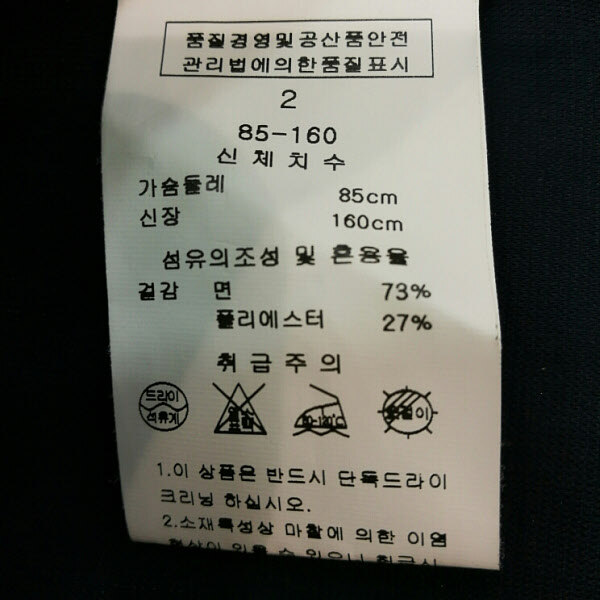 품질경영및공산품안전
관리법에의한품질표시
2
85-160
신체치수
가슴둘레 85cm
신장 160cm
섬유의조성 및 혼용율
겉감 면 73%
폴리에스터 27%
취급주의
드라이
석유계
1.이 상품은 반드시 단독드라이
크리닝 하실시오.
2.소재특성상 마찰에 의한 이염